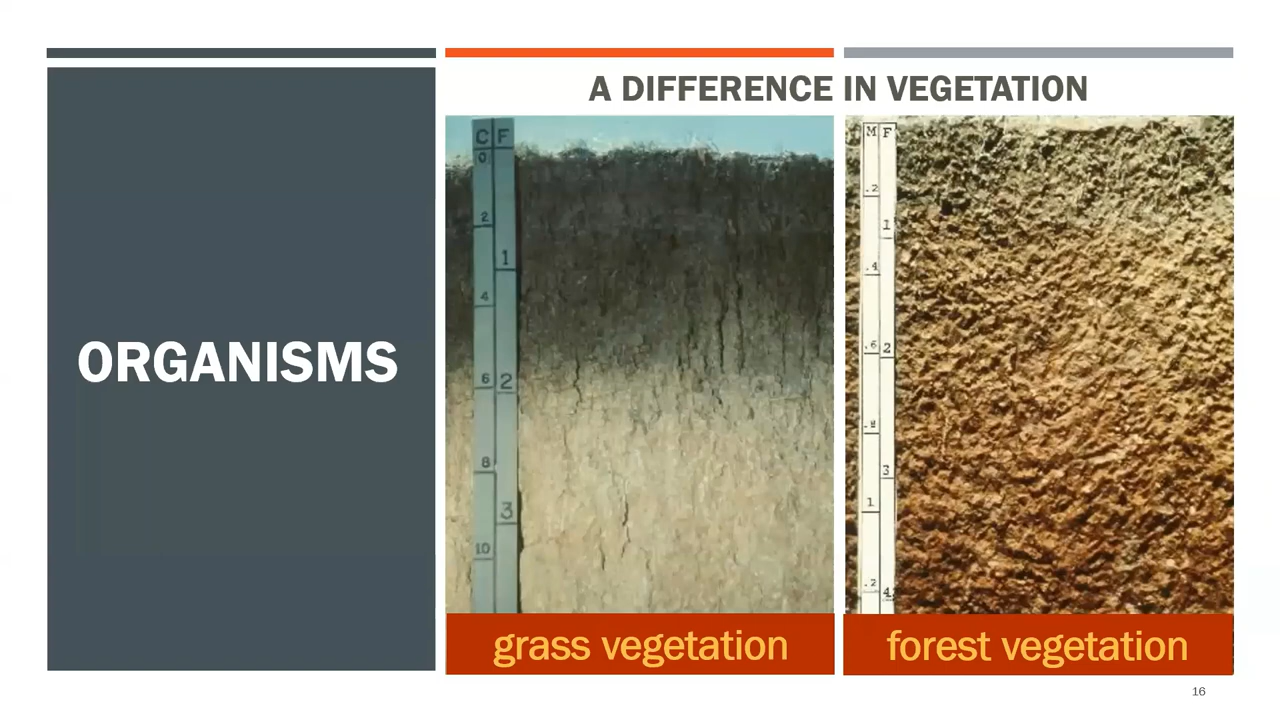 A DIFFERENCE IN VEGETATION
ORGANISMS
C F
0
2
1
4
6 2
8
3
10
M F
.2
1
.4
.6 2
.8
3
1
.2 4
grass vegetation
forest vegetation
16